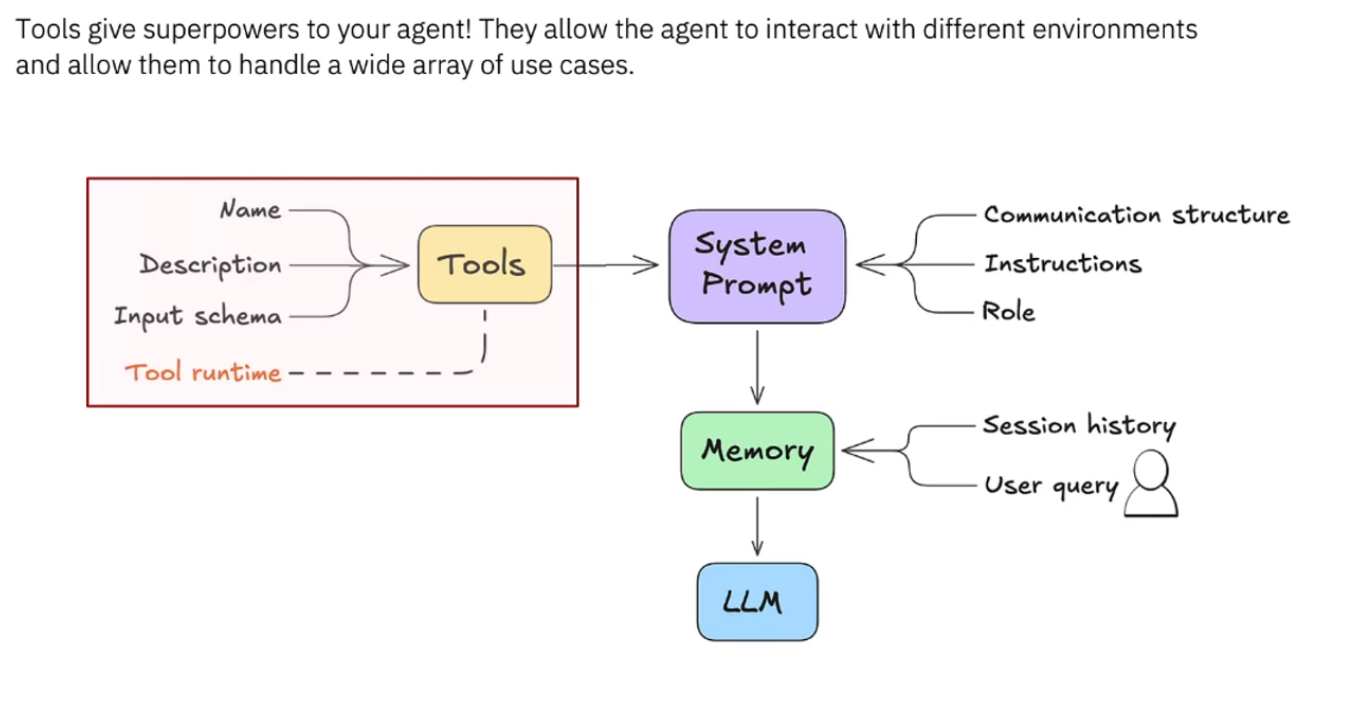 Tools give superpowers to your agent! They allow the agent to interact with different environments
and allow them to handle a wide array of use cases.
Name
Description
Input schema
Tool runtime
Tools
System
Prompt
Communication structure
Instructions
Role
Memory
Session history
User query
LLM